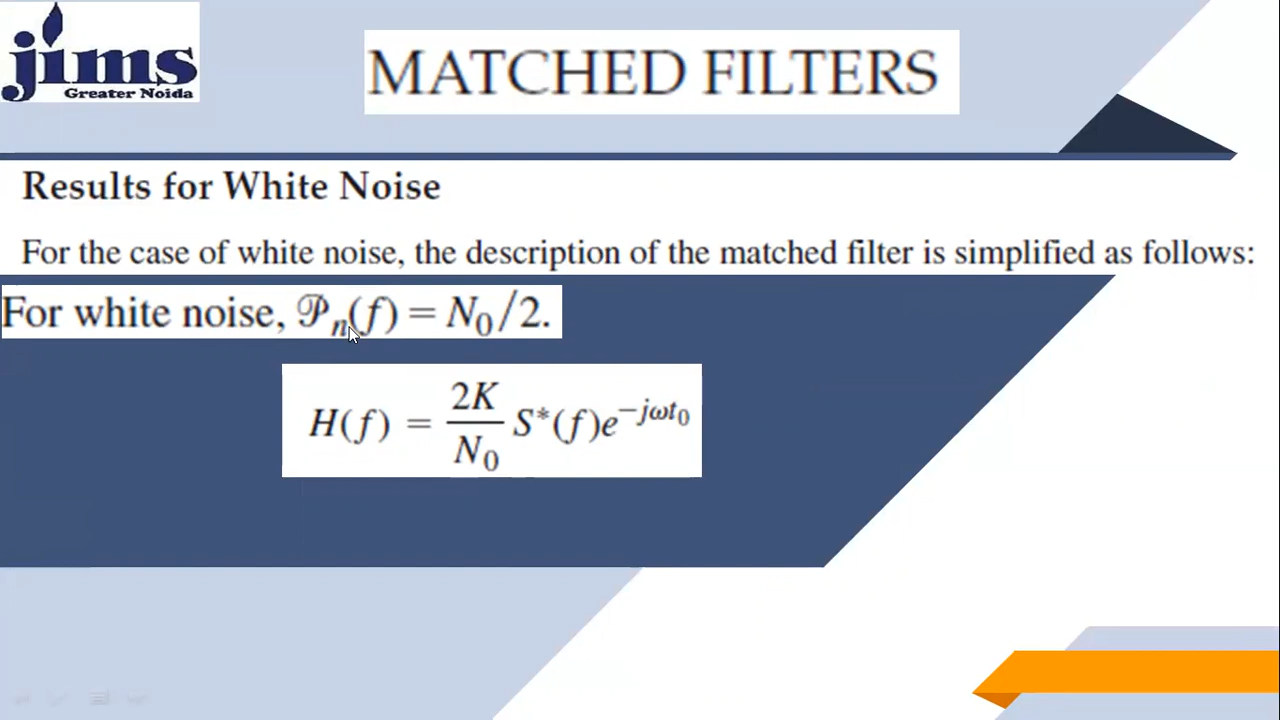 jims
Greater Noida
MATCHED FILTERS
Results for White Noise
For the case of white noise, the description of the matched filter is simplified as follows:
For white noise, 𝒫ₙ(f) = N₀/2.
H(f) = 2K/N₀ S*(f)e^{−jωt₀}